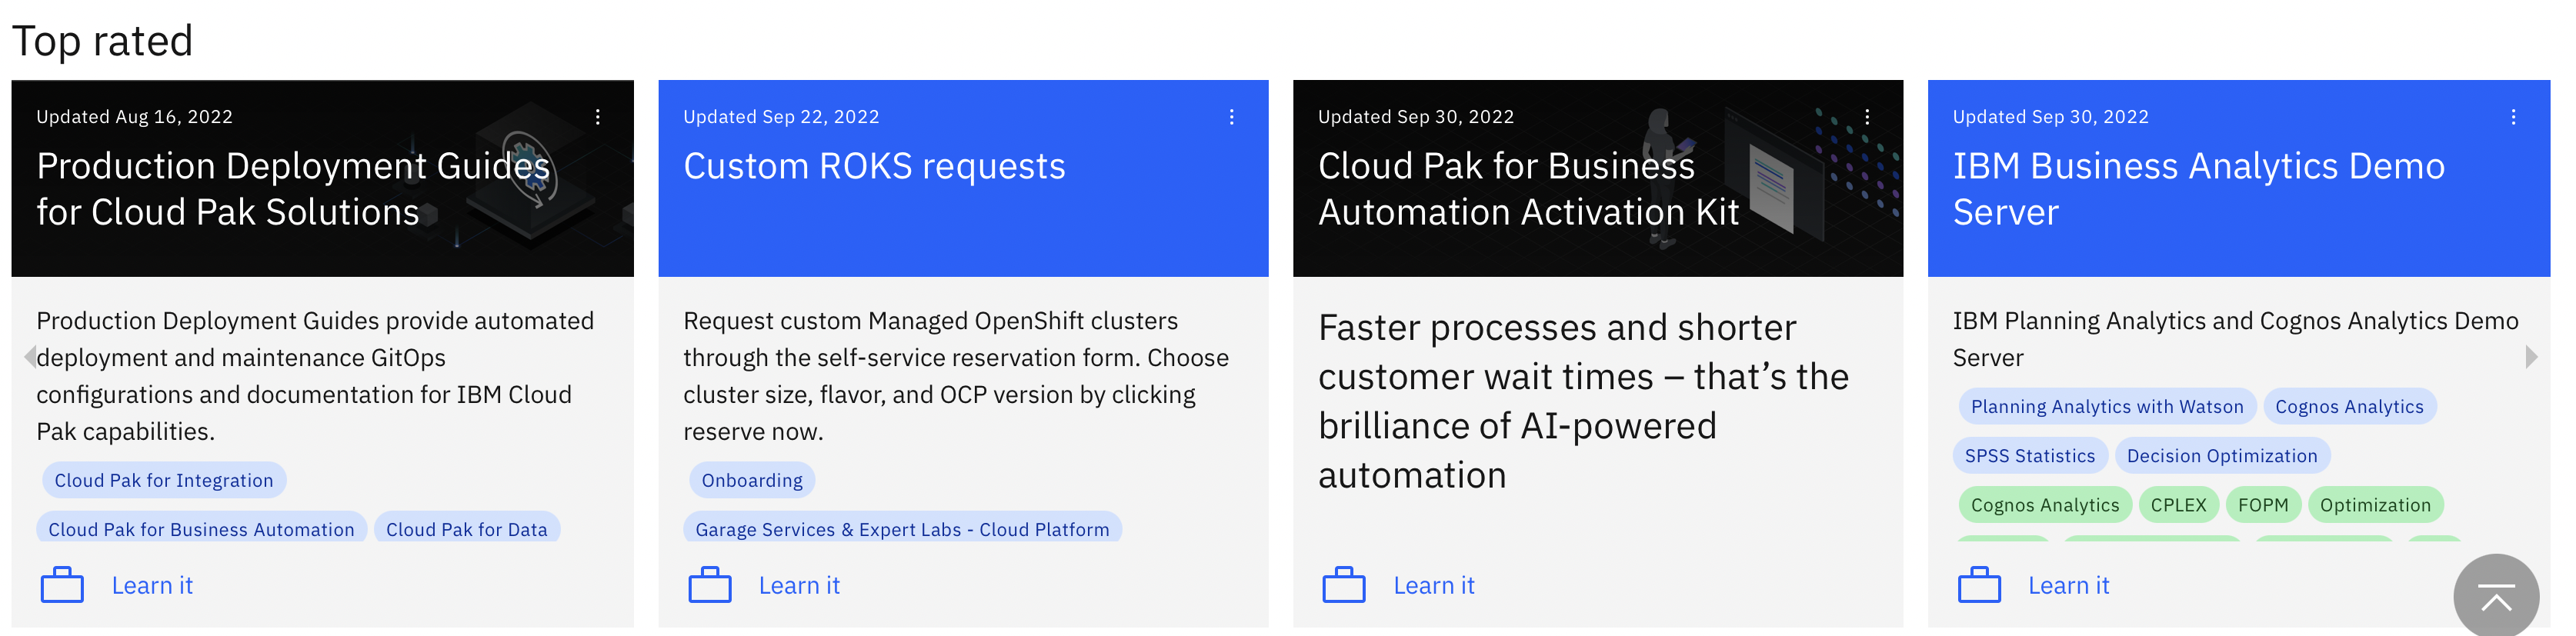 Top rated
Updated Aug 16, 2022
Production Deployment Guides
for Cloud Pak Solutions
Production Deployment Guides provide automated
deployment and maintenance GitOps
configurations and documentation for IBM Cloud
Pak capabilities.
Cloud Pak for Integration
Cloud Pak for Business Automation
Cloud Pak for Data
Learn it
Updated Sep 22, 2022
Custom ROKS requests
Request custom Managed OpenShift clusters
through the self-service reservation form. Choose
cluster size, flavor, and OCP version by clicking
reserve now.
Onboarding
Garage Services & Expert Labs - Cloud Platform
Learn it
Updated Sep 30, 2022
Cloud Pak for Business
Automation Activation Kit
Faster processes and shorter
customer wait times – that’s the
brilliance of AI-powered
automation
Learn it
Updated Sep 30, 2022
IBM Business Analytics Demo
Server
IBM Planning Analytics and Cognos Analytics Demo
Server
Planning Analytics with Watson
Cognos Analytics
SPSS Statistics
Decision Optimization
Cognos Analytics
CPLEX
FOPM
Optimization
Learn it